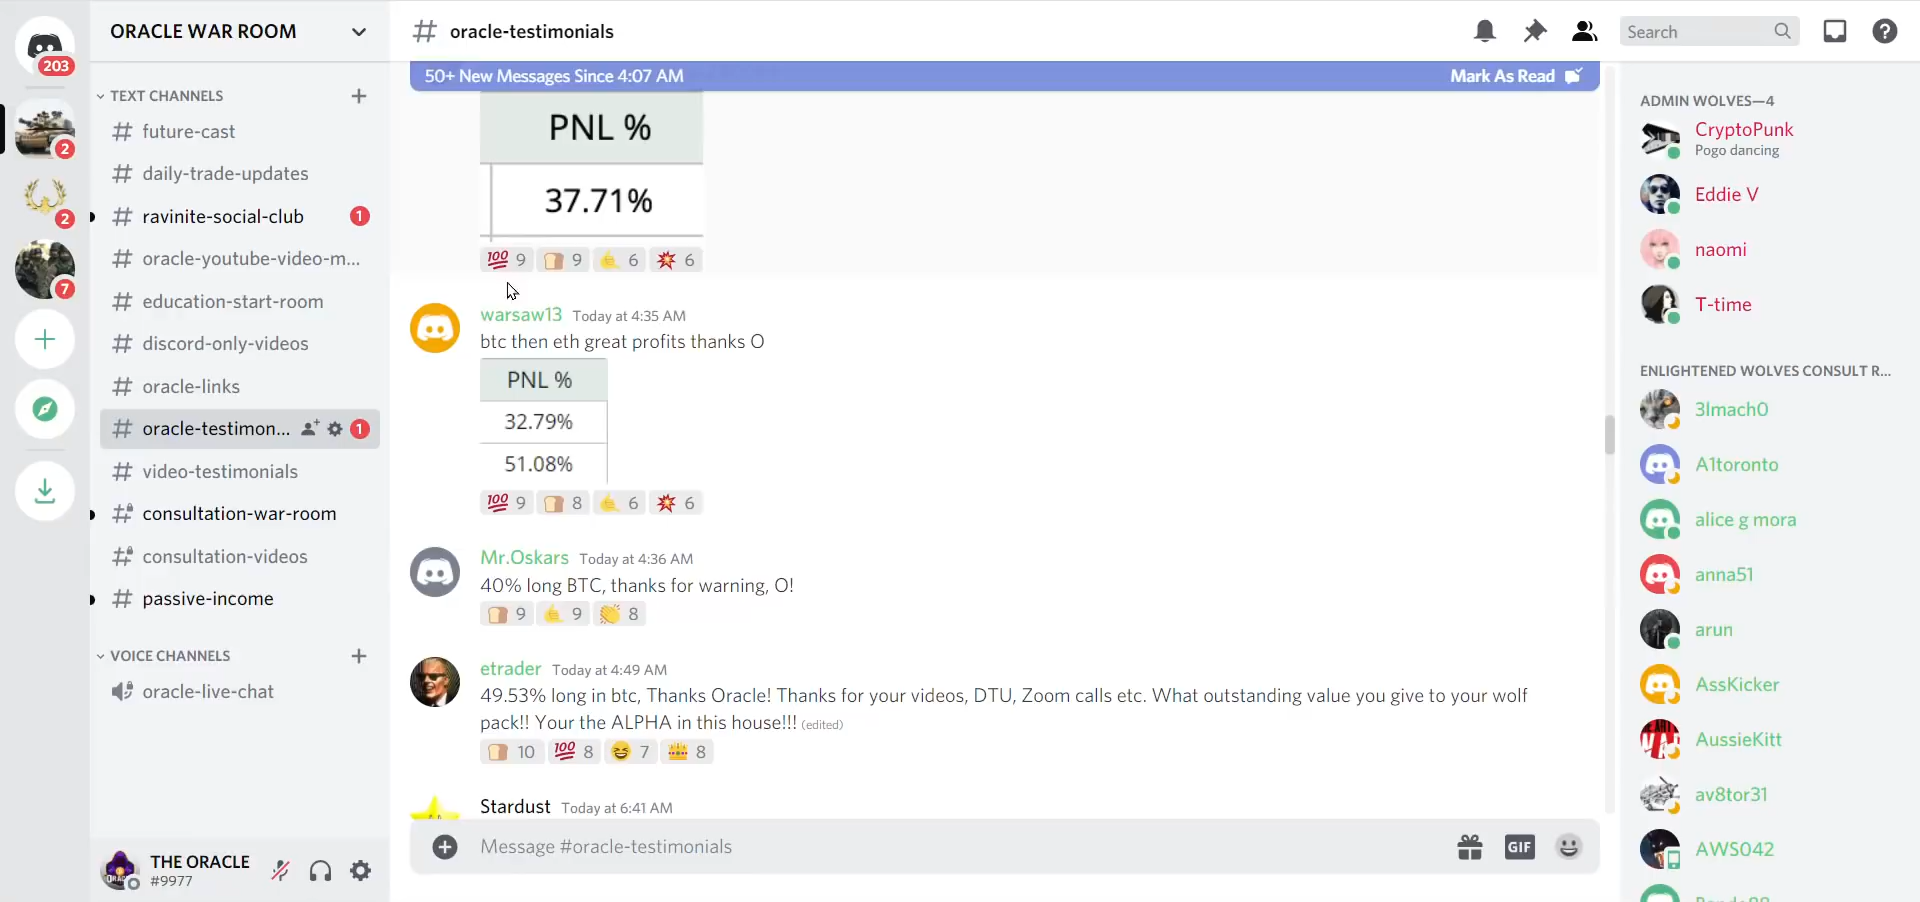 203
2
2
7
ORACLE WAR ROOM
TEXT CHANNELS
# future-cast
# daily-trade-updates
# ravinite-social-club 1
# oracle-youtube-video-m...
# education-start-room
# discord-only-videos
# oracle-links
# oracle-testimon... 1
# video-testimonials
# consultation-war-room
# consultation-videos
# passive-income
VOICE CHANNELS
oracle-live-chat
THE ORACLE
#9977
# oracle-testimonials
Search
50+ New Messages Since 4:07 AM Mark As Read
PNL %
37.71%
💯 9 🍞 9 🤙 6 💥 6
warsaw13 Today at 4:35 AM
btc then eth great profits thanks O
PNL %
32.79%
51.08%
💯 9 🍞 8 🤙 6 💥 6
Mr.Oskars Today at 4:36 AM
40% long BTC, thanks for warning, O!
🍞 9 🤙 9 👏 8
etrader Today at 4:49 AM
49.53% long in btc, Thanks Oracle! Thanks for your videos, DTU, Zoom calls etc. What outstanding value you give to your wolf
pack!! Your the ALPHA in this house!!! (edited)
🍞 10 💯 8 😆 7 👑 8
Stardust Today at 6:41 AM
Message #oracle-testimonials
GIF
ADMIN WOLVES—4
CryptoPunk
Pogo dancing
Eddie V
naomi
T-time
ENLIGHTENED WOLVES CONSULT R...
3lmach0
A1toronto
alice g mora
anna51
arun
AssKicker
AussieKitt
av8tor31
AWS042